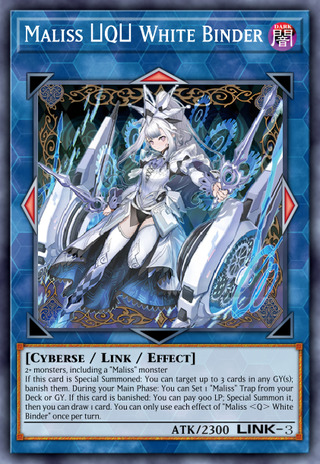 Maliss ⼐Q⼐ White Binder
DARK
闇
[Cyberse / Link / Effect]
2+ monsters, including a "Maliss" monster
If this card is Special Summoned: You can target up to 3 cards in any GY(s);
banish them. During your Main Phase: You can Set 1 "Maliss" Trap from your
Deck or GY. If this card is banished: You can pay 900 LP; Special Summon it,
then you can draw 1 card. You can only use each effect of "Maliss <Q> White
Binder" once per turn.
ATK/2300 LINK-3